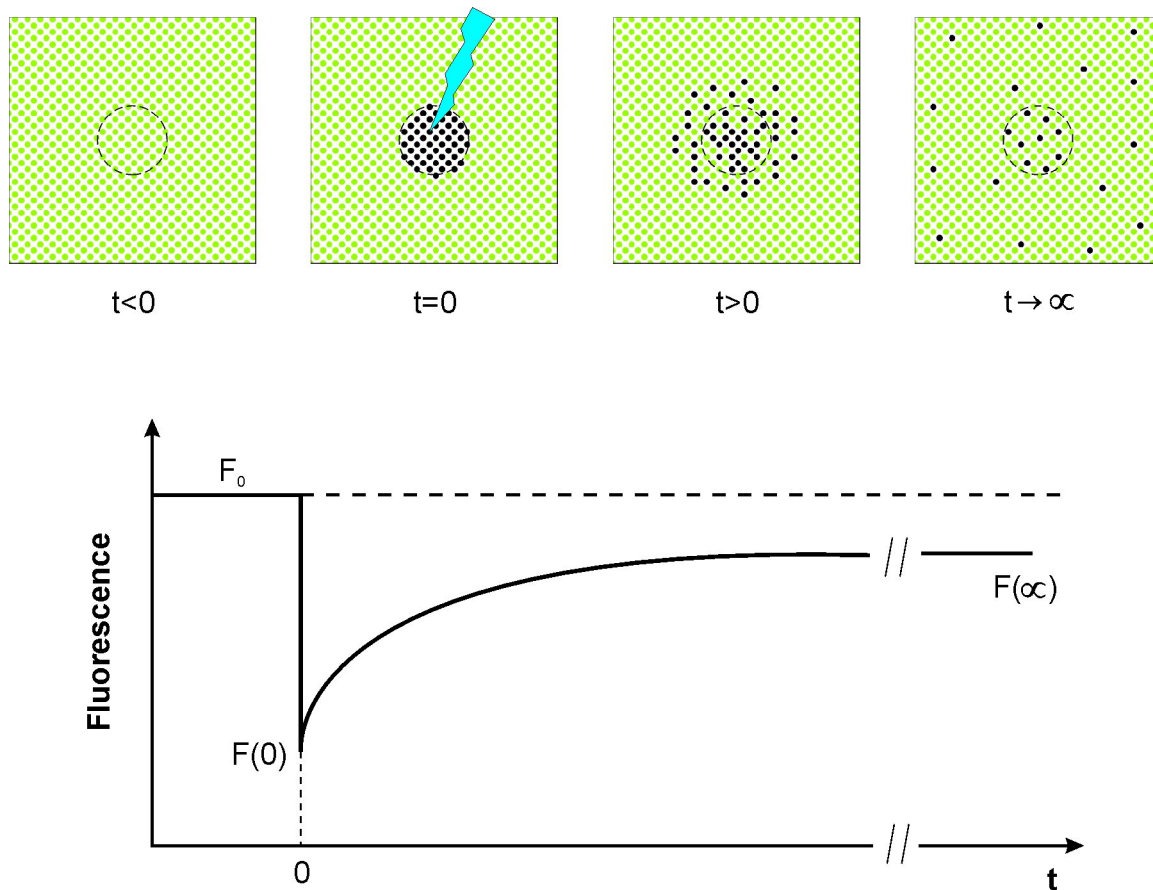 t<0
t=0
t>0
t→∝
F₀
Fluorescence
F(0)
F(∝)
0
t